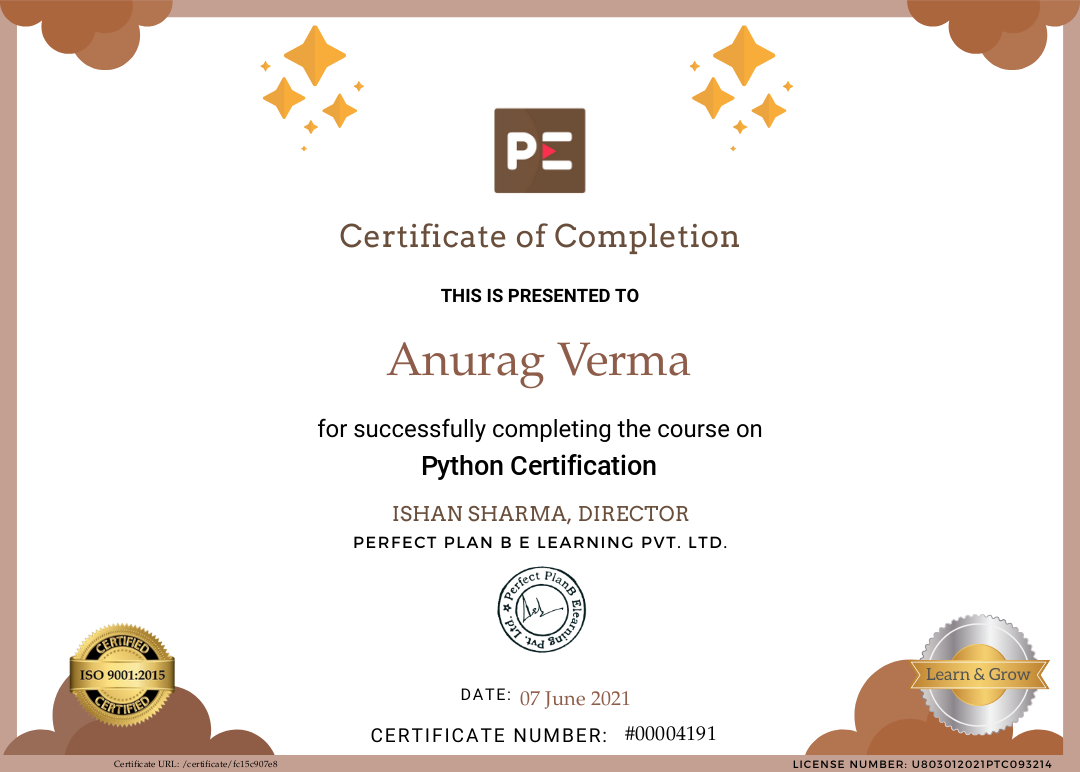 PE
Certificate of Completion
THIS IS PRESENTED TO
Anurag Verma
for successfully completing the course on
Python Certification
ISHAN SHARMA, DIRECTOR
PERFECT PLAN B E LEARNING PVT. LTD.
Perfect PlanB Elearning Pvt. Ltd.
CERTIFIED
ISO 9001:2015
CERTIFIED
Learn & Grow
DATE: 07 June 2021
CERTIFICATE NUMBER: #00004191
Certificate URL: /certificate/fc15c907e8
LICENSE NUMBER: U803012021PTC093214